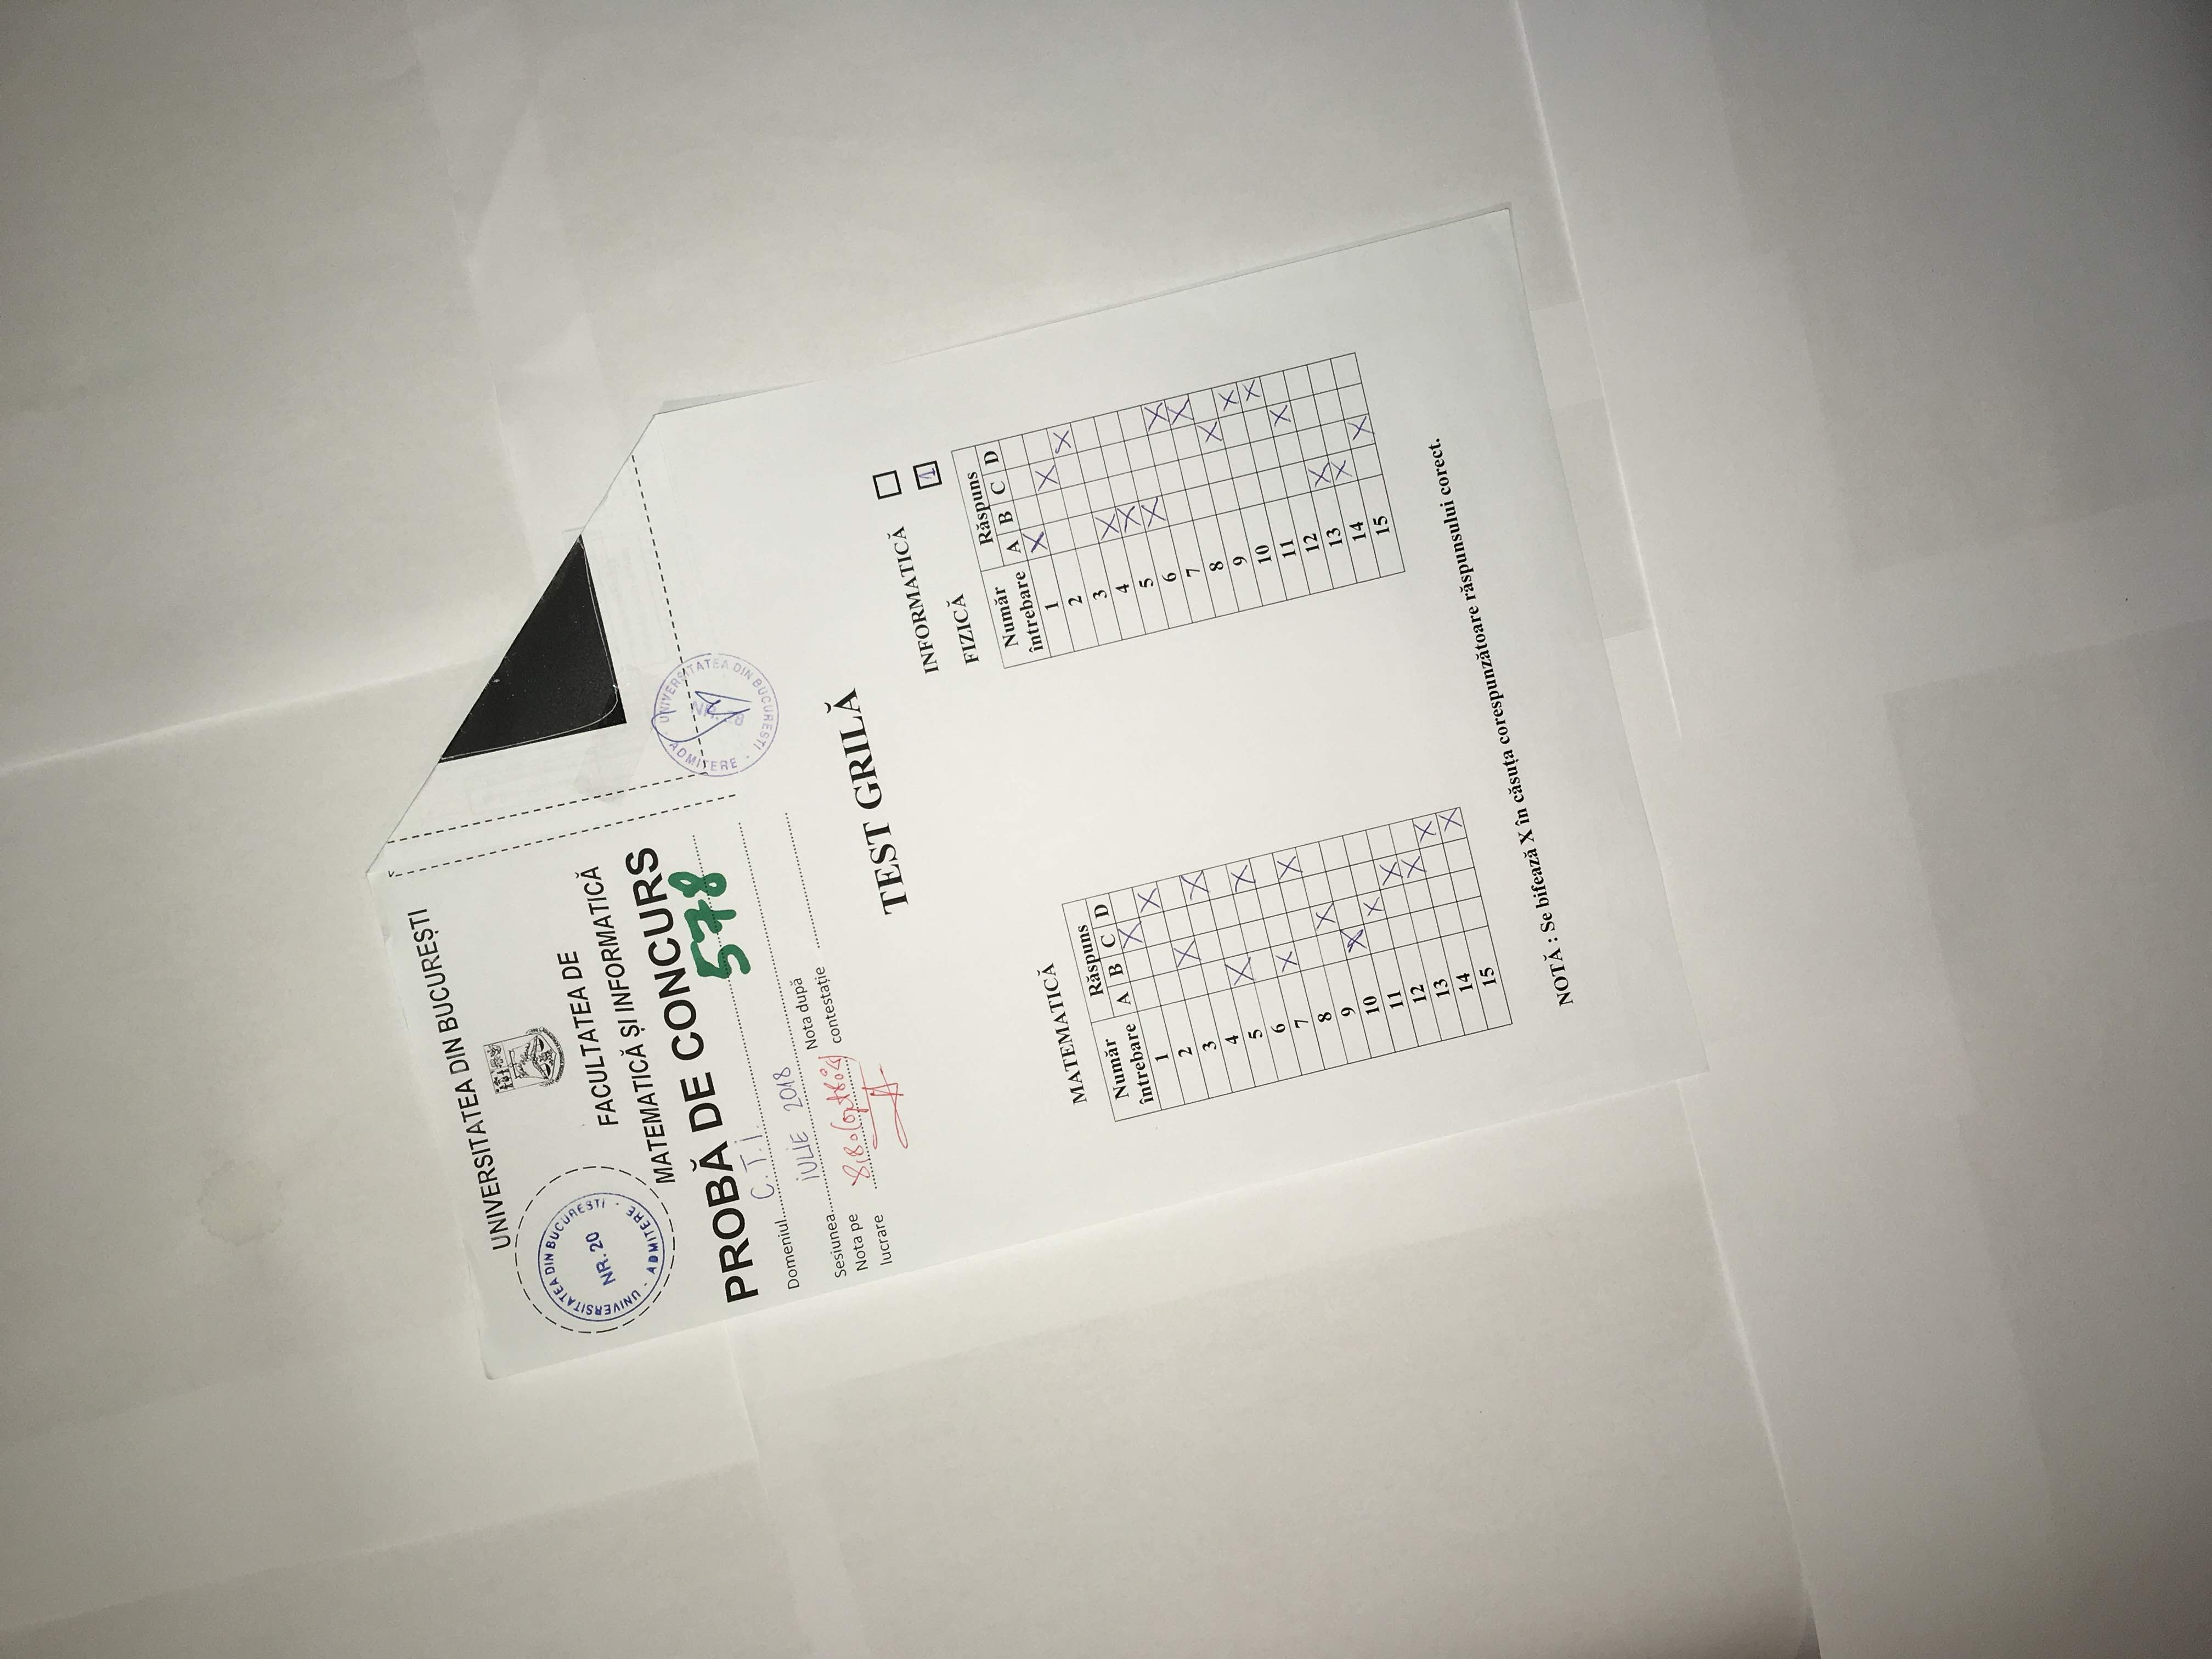 UNIVERSITATEA DIN BUCUREȘTI
UNIVERSITATEA DIN BUCUREȘTI · ADMITERE ·
NR. 20
FACULTATEA DE
MATEMATICĂ ȘI INFORMATICĂ
PROBĂ DE CONCURS
578
Domeniul C.T.I.
Sesiunea IULIE 2018
Nota pe lucrare 8,80
Nota după contestație
UNIVERSITATEA DIN BUCUREȘTI · ADMITERE ·
TEST GRILĂ
INFORMATICĂ
FIZICĂ 1
MATEMATICĂ
Număr întrebare Răspuns
A B C D
1 X
2 X
3 X
4 X
5 X
6 X
7 X
8 X
9 X
10 X
11 X
12 X
13 X
14 X
15 X
Număr întrebare Răspuns
A B C D
1 X
2 X
3 X
4 X
5 X
6 X
7 X
8 X
9 X
10 X
11 X
12 X
13 X
14 X
15 X
NOTĂ : Se bifează X în căsuța corespunzătoare răspunsului corect.